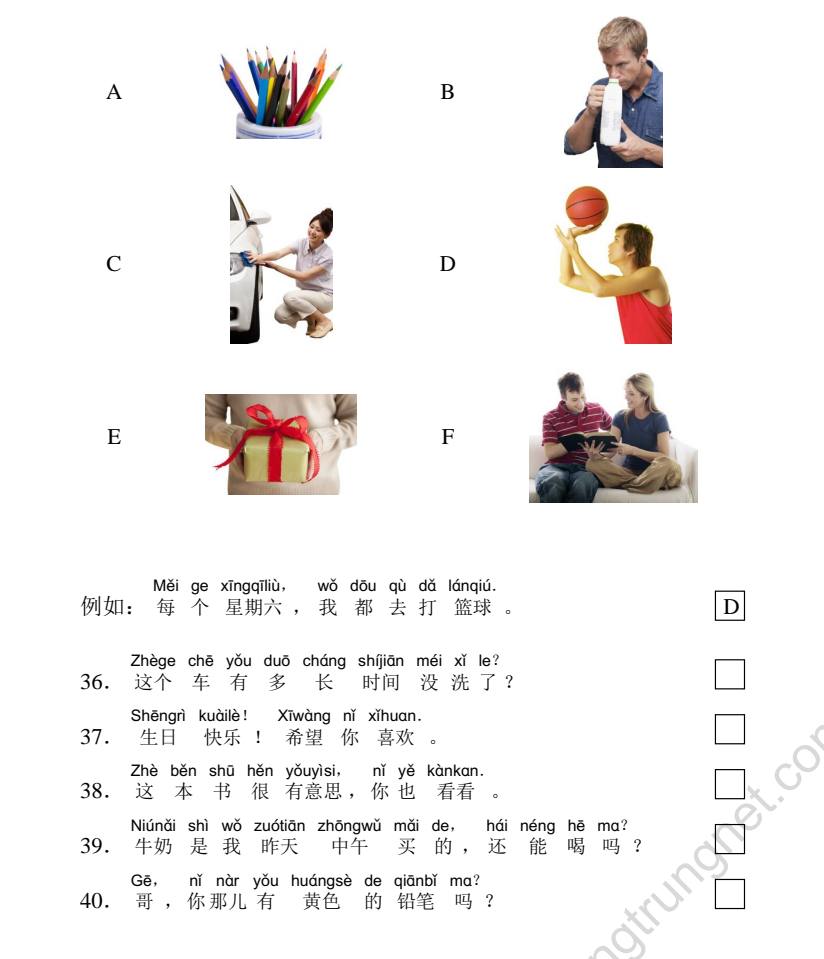 A
B
C
D
E
F
Měi ge xīngqīliù, wǒ dōu qù dǎ lánqiú.
例如：每个星期六，我都去打篮球。 D
Zhège chē yǒu duō cháng shíjiān méi xǐ le?
36. 这个车有多长时间没洗了？
Shēngrì kuàilè! Xīwàng nǐ xǐhuan.
37. 生日快乐！希望你喜欢。
Zhè běn shū hěn yǒuyìsi, nǐ yě kànkan.
38. 这本书很有意思，你也看看。
Niúnǎi shì wǒ zuótiān zhōngwǔ mǎi de, hái néng hē ma?
39. 牛奶是我昨天中午买的，还能喝吗？
Gē, nǐ nàr yǒu huángsè de qiānbǐ ma?
40. 哥，你那儿有黄色的铅笔吗？